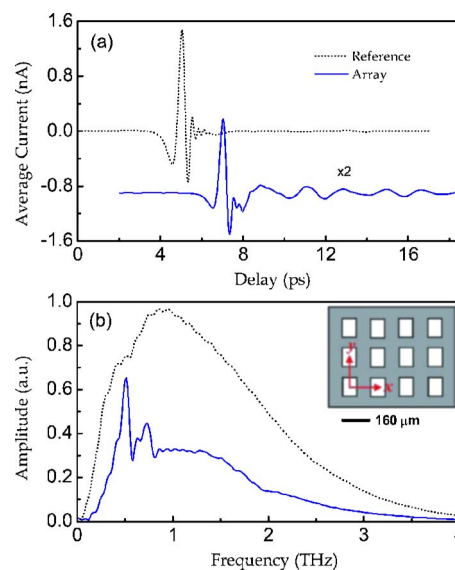 (a)
Average Current (nA)
1.6
0.8
0.0
-0.8
-1.6
Reference
Array
x2
0 4 8 12 16
Delay (ps)
(b)
Amplitude (a.u.)
1.0
0.8
0.6
0.4
0.2
0.0
y
x
160 μm
0 1 2 3 4
Frequency (THz)